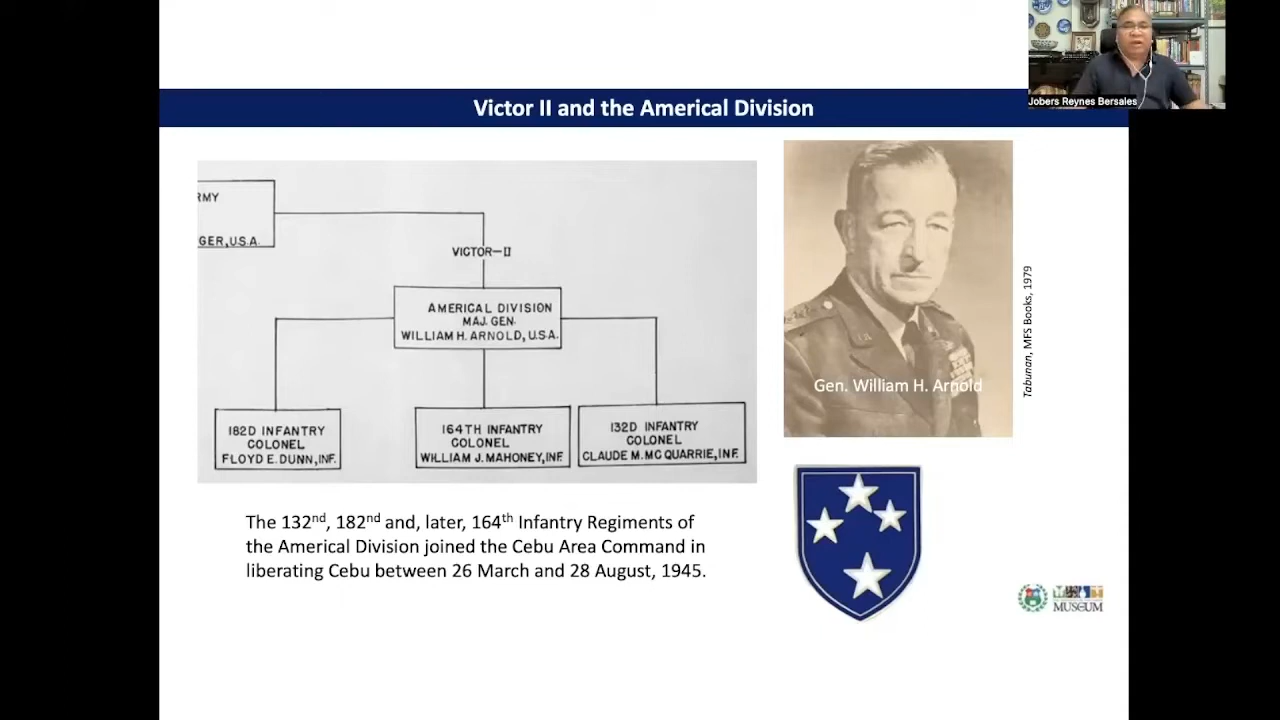 Jobers Reynes Bersales
Victor II and the Americal Division
RMY
GER, U.S.A.
VICTOR-II
AMERICAL DIVISION
MAJ. GEN.
WILLIAM H. ARNOLD, U.S.A.
182D INFANTRY
COLONEL
FLOYD E. DUNN, INF.
164TH INFANTRY
COLONEL
WILLIAM J. MAHONEY, INF.
132D INFANTRY
COLONEL
CLAUDE M. MC QUARRIE, INF.
Gen. William H. Arnold
Tabunan, MFS Books, 1979
The 132nd, 182nd and, later, 164th Infantry Regiments of
the Americal Division joined the Cebu Area Command in
liberating Cebu between 26 March and 28 August, 1945.
MUSEUM